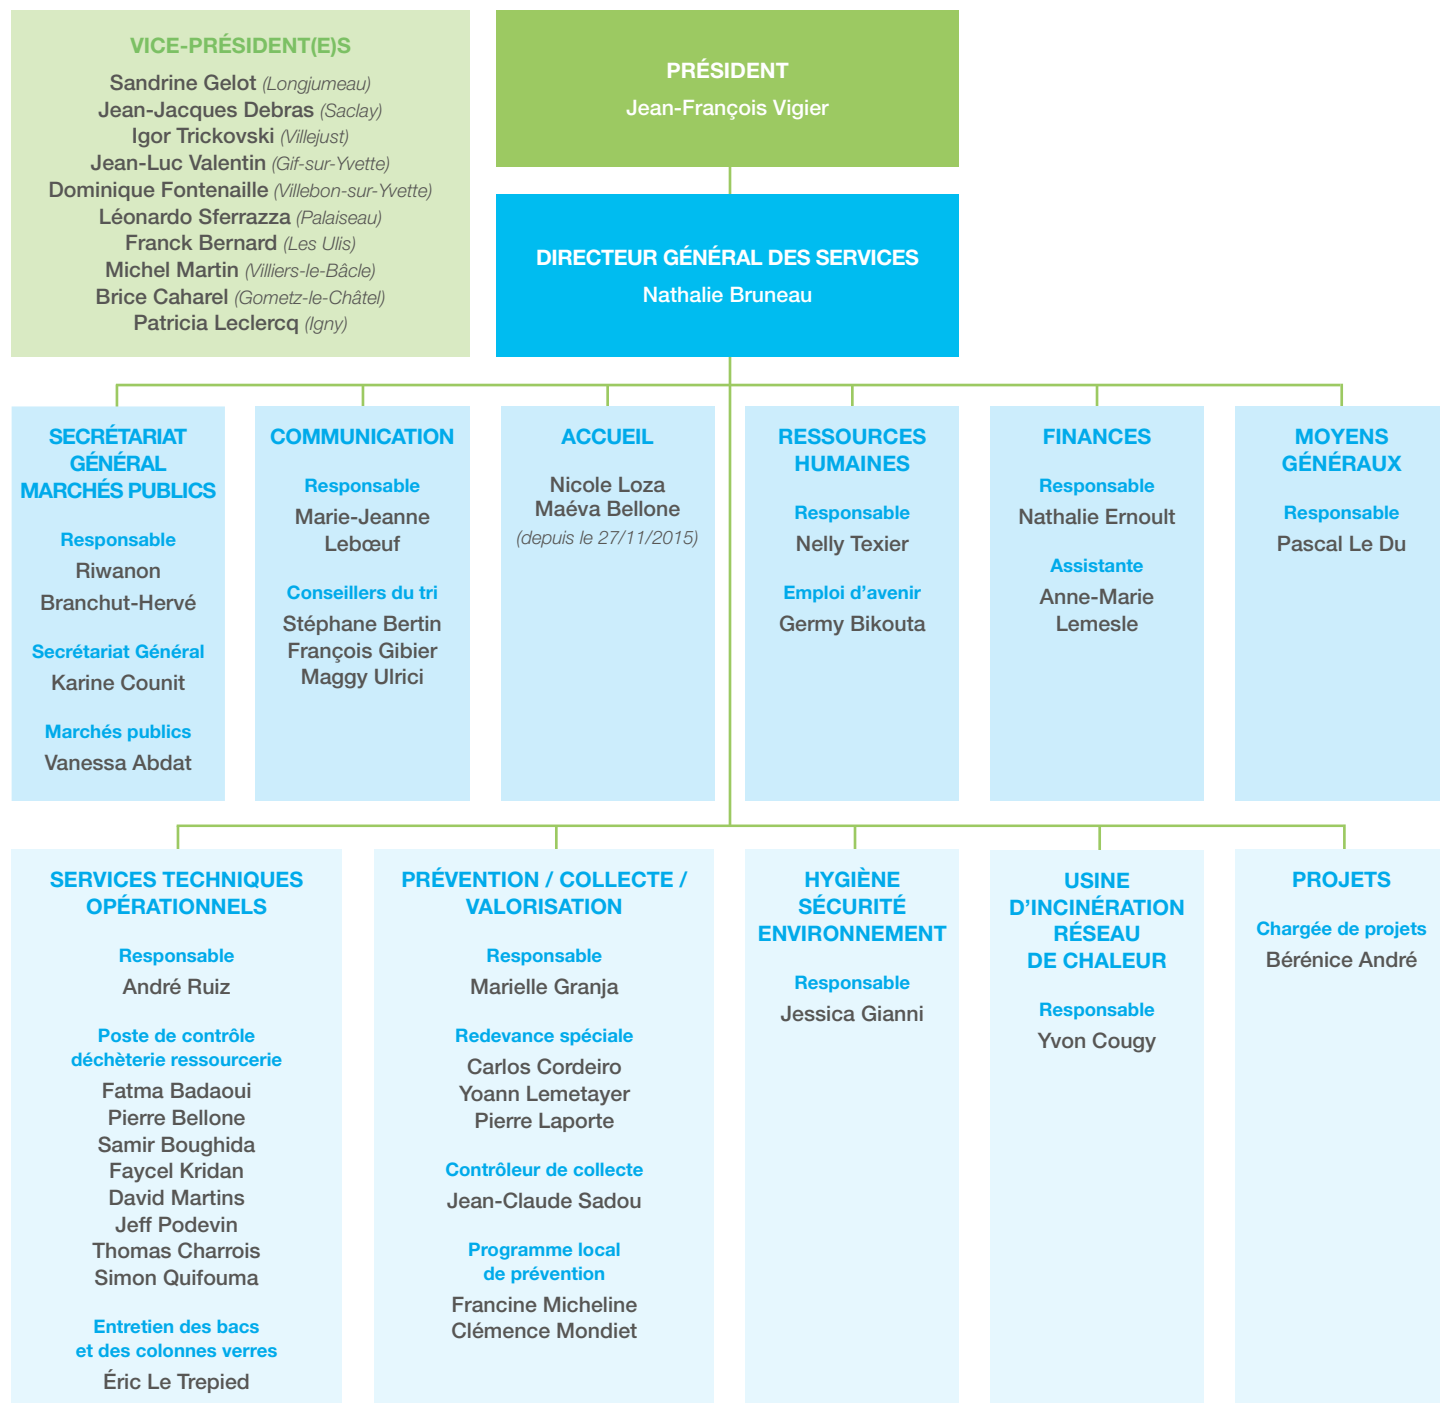 VICE-PRÉSIDENT(E)S
Sandrine Gelot (Longjumeau)
Jean-Jacques Debras (Saclay)
Igor Trickovski (Villejust)
Jean-Luc Valentin (Gif-sur-Yvette)
Dominique Fontenaille (Villebon-sur-Yvette)
Léonardo Sferrazza (Palaiseau)
Franck Bernard (Les Ulis)
Michel Martin (Villiers-le-Bâcle)
Brice Caharel (Gometz-le-Châtel)
Patricia Leclercq (Igny)
PRÉSIDENT
Jean-François Vigier
DIRECTEUR GÉNÉRAL DES SERVICES
Nathalie Bruneau
SECRÉTARIAT
GÉNÉRAL
MARCHÉS PUBLICS
Responsable
Riwanon
Branchut-Hervé
Secrétariat Général
Karine Counit
Marchés publics
Vanessa Abdat
COMMUNICATION
Responsable
Marie-Jeanne
Lebœuf
Conseillers du tri
Stéphane Bertin
François Gibier
Maggy Ulrici
ACCUEIL
Nicole Loza
Maéva Bellone
(depuis le 27/11/2015)
RESSOURCES
HUMAINES
Responsable
Nelly Texier
Emploi d'avenir
Germy Bikouta
FINANCES
Responsable
Nathalie Ernoult
Assistante
Anne-Marie
Lemesle
MOYENS
GÉNÉRAUX
Responsable
Pascal Le Du
SERVICES TECHNIQUES
OPÉRATIONNELS
Responsable
André Ruiz
Poste de contrôle
déchèterie ressourcerie
Fatma Badaoui
Pierre Bellone
Samir Boughida
Faycel Kridan
David Martins
Jeff Podevin
Thomas Charrois
Simon Quifouma
Entretien des bacs
et des colonnes verres
Éric Le Trepied
PRÉVENTION / COLLECTE /
VALORISATION
Responsable
Marielle Granja
Redevance spéciale
Carlos Cordeiro
Yoann Lemetayer
Pierre Laporte
Contrôleur de collecte
Jean-Claude Sadou
Programme local
de prévention
Francine Micheline
Clémence Mondiet
HYGIÈNE
SÉCURITÉ
ENVIRONNEMENT
Responsable
Jessica Gianni
USINE
D'INCINÉRATION
RÉSEAU
DE CHALEUR
Responsable
Yvon Cougy
PROJETS
Chargée de projets
Bérénice André